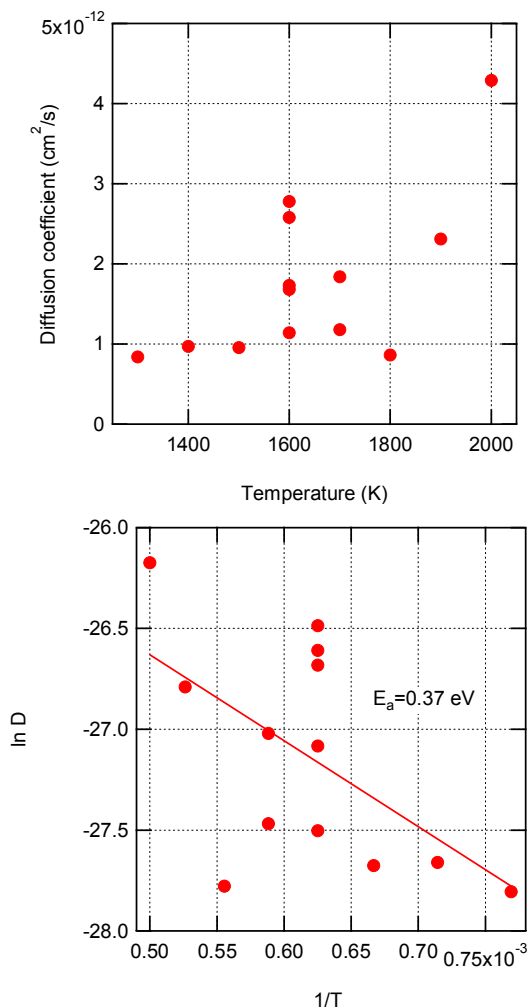 5x10^-12
4
3
2
1
0
Diffusion coefficient (cm^2/s)
1400 1600 1800 2000
Temperature (K)
-26.0
-26.5
-27.0
-27.5
-28.0
ln D
E_a=0.37 eV
0.50 0.55 0.60 0.65 0.70 0.75x10^-3
1/T